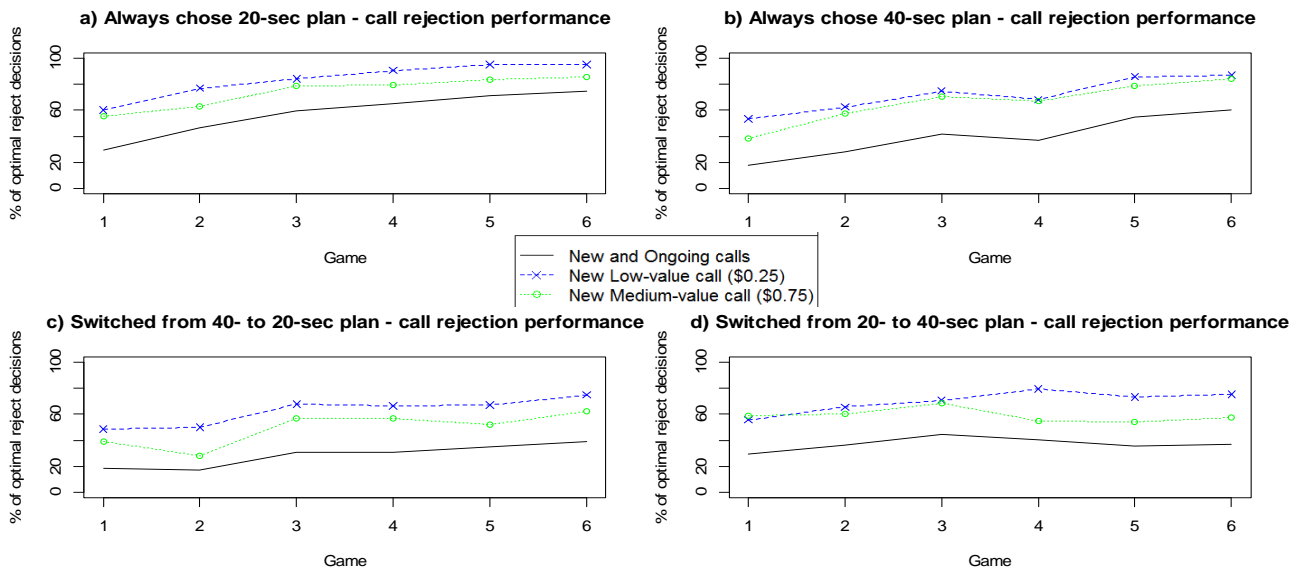 a) Always chose 20-sec plan - call rejection performance
% of optimal reject decisions
100
60
20
0
1 2 3 4 5 6
Game
b) Always chose 40-sec plan - call rejection performance
% of optimal reject decisions
100
60
20
0
1 2 3 4 5 6
Game
New and Ongoing calls
New Low-value call ($0.25)
New Medium-value call ($0.75)
c) Switched from 40- to 20-sec plan - call rejection performance
% of optimal reject decisions
100
60
20
0
1 2 3 4 5 6
Game
d) Switched from 20- to 40-sec plan - call rejection performance
% of optimal reject decisions
100
60
20
0
1 2 3 4 5 6
Game